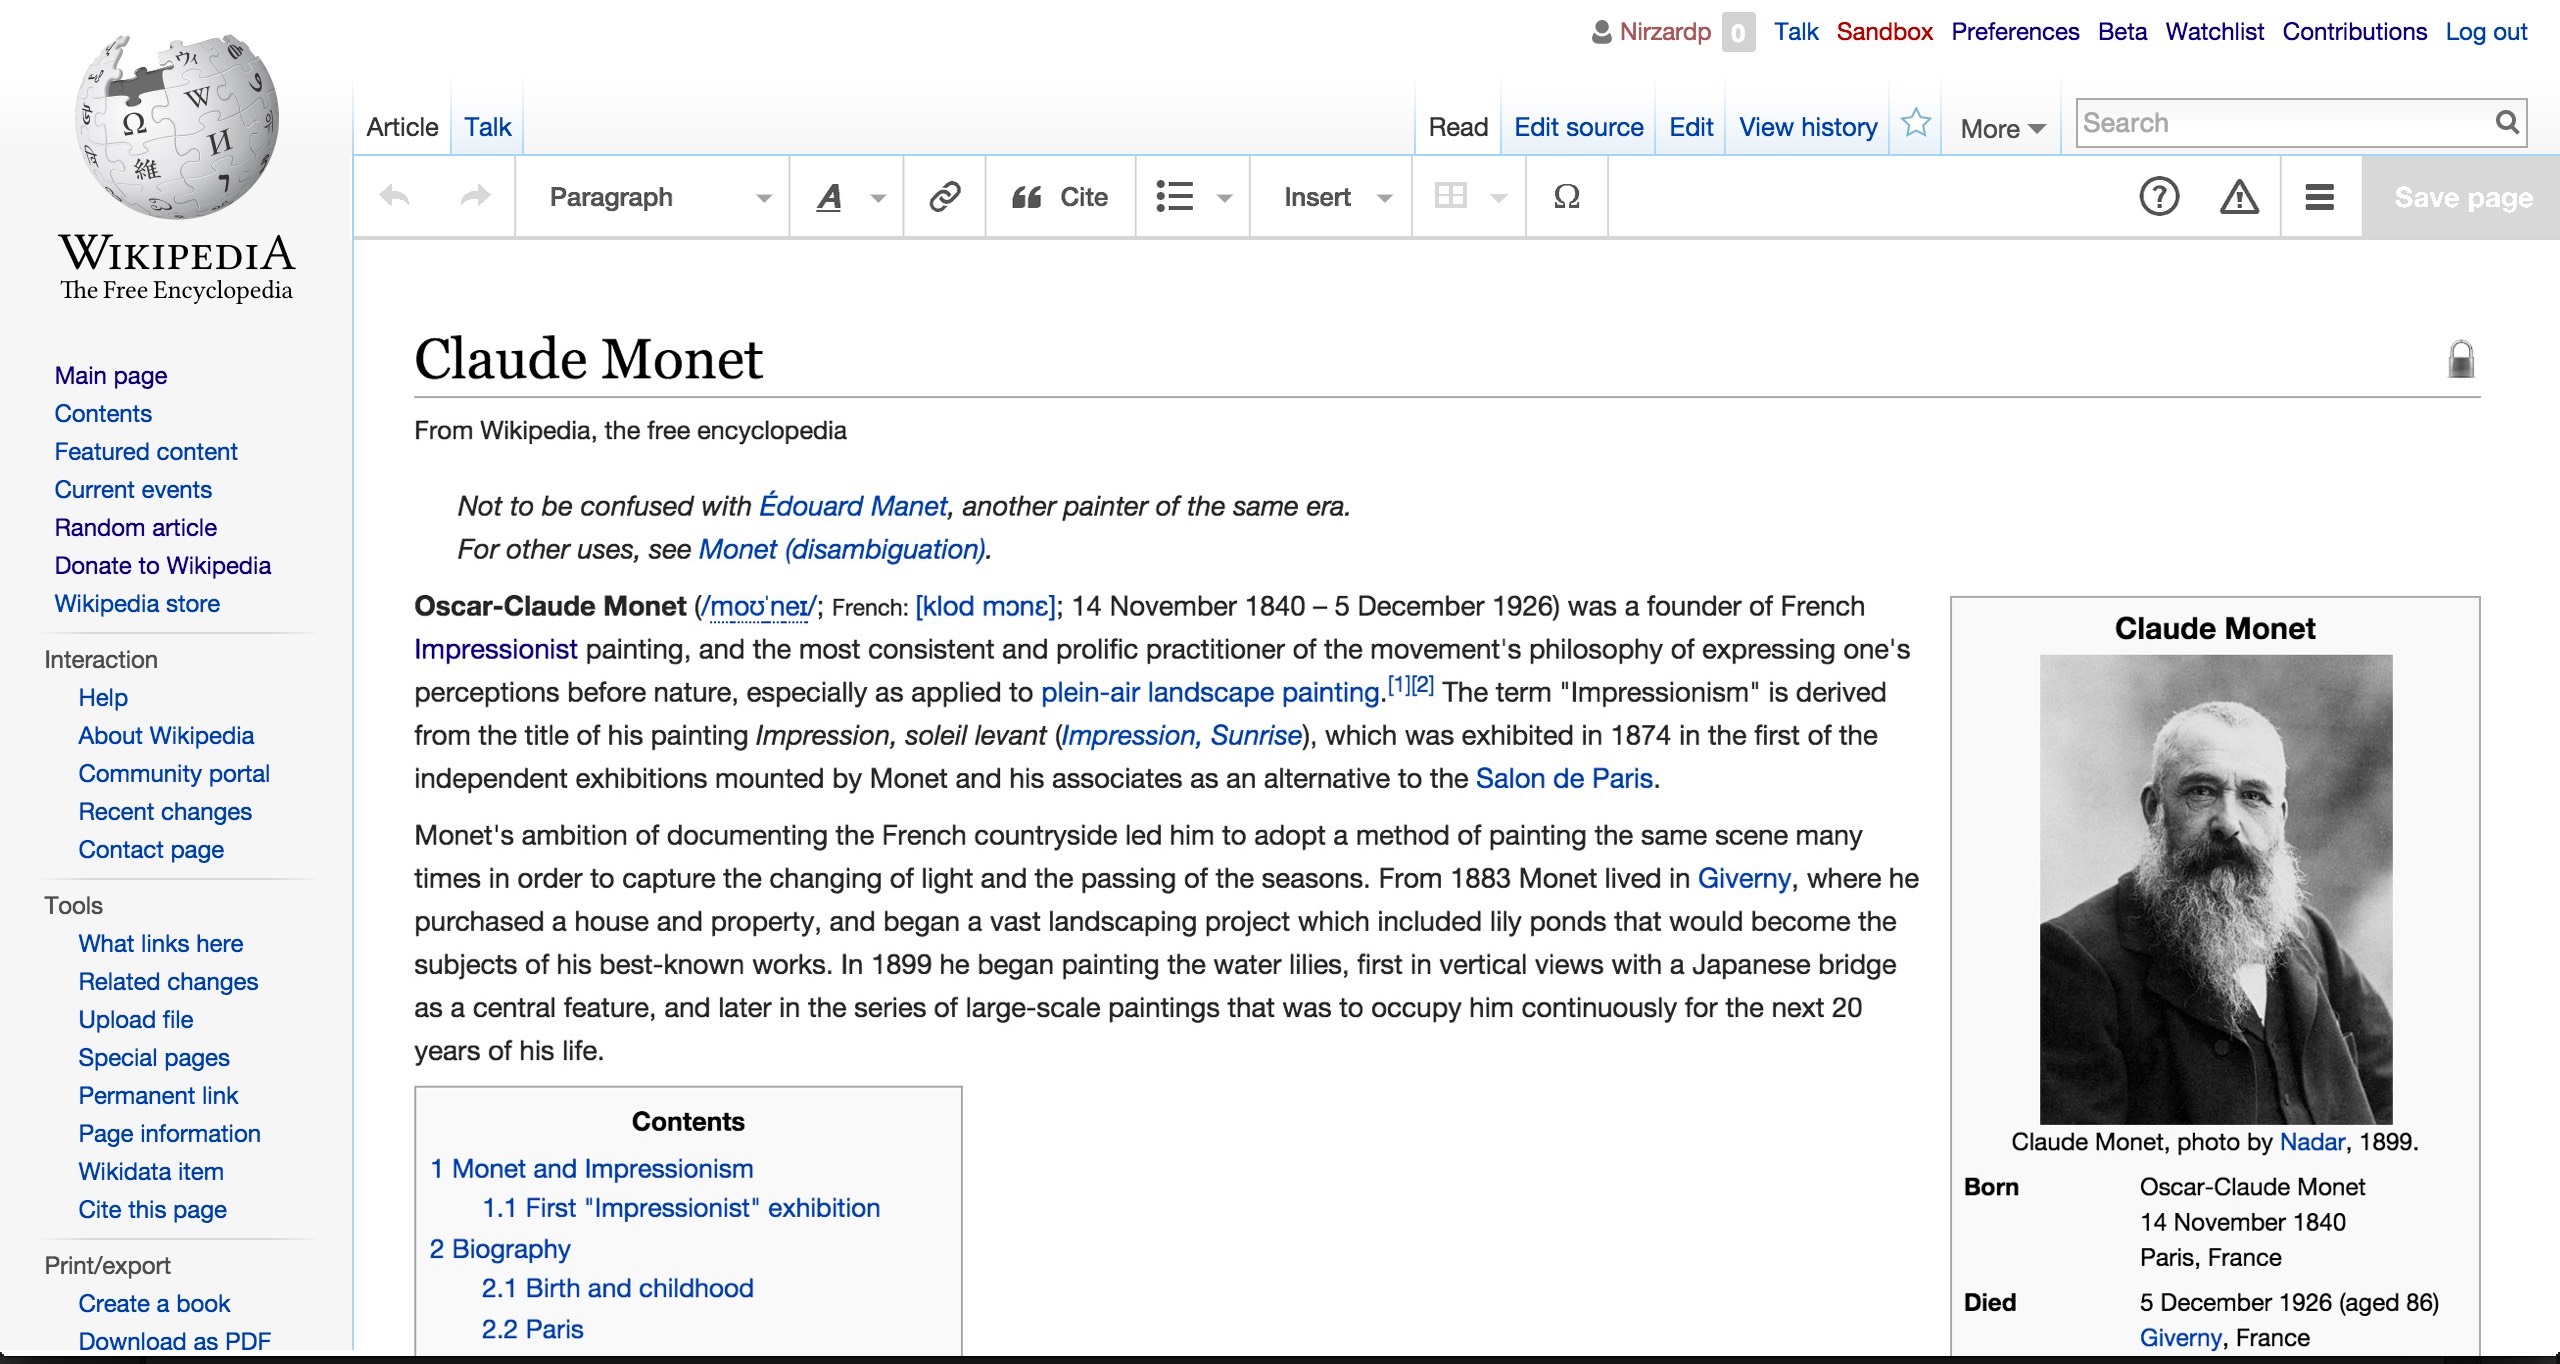 Nirzardp 0 Talk Sandbox Preferences Beta Watchlist Contributions Log out
WIKIPEDIA
The Free Encyclopedia
Article Talk
Read Edit source Edit View history More Search
Paragraph A Cite Insert Ω Save page
Main page
Contents
Featured content
Current events
Random article
Donate to Wikipedia
Wikipedia store
Interaction
Help
About Wikipedia
Community portal
Recent changes
Contact page
Tools
What links here
Related changes
Upload file
Special pages
Permanent link
Page information
Wikidata item
Cite this page
Print/export
Create a book
Download as PDF
Claude Monet
From Wikipedia, the free encyclopedia
Not to be confused with Édouard Manet, another painter of the same era.
For other uses, see Monet (disambiguation).
Oscar-Claude Monet (/moʊˈneɪ/; French: [klod mɔnɛ]; 14 November 1840 – 5 December 1926) was a founder of French
Impressionist painting, and the most consistent and prolific practitioner of the movement's philosophy of expressing one's
perceptions before nature, especially as applied to plein-air landscape painting.[1][2] The term "Impressionism" is derived
from the title of his painting Impression, soleil levant (Impression, Sunrise), which was exhibited in 1874 in the first of the
independent exhibitions mounted by Monet and his associates as an alternative to the Salon de Paris.
Monet's ambition of documenting the French countryside led him to adopt a method of painting the same scene many
times in order to capture the changing of light and the passing of the seasons. From 1883 Monet lived in Giverny, where he
purchased a house and property, and began a vast landscaping project which included lily ponds that would become the
subjects of his best-known works. In 1899 he began painting the water lilies, first in vertical views with a Japanese bridge
as a central feature, and later in the series of large-scale paintings that was to occupy him continuously for the next 20
years of his life.
Contents
1 Monet and Impressionism
1.1 First "Impressionist" exhibition
2 Biography
2.1 Birth and childhood
2.2 Paris
Claude Monet
Claude Monet, photo by Nadar, 1899.
Born Oscar-Claude Monet
14 November 1840
Paris, France
Died 5 December 1926 (aged 86)
Giverny, France